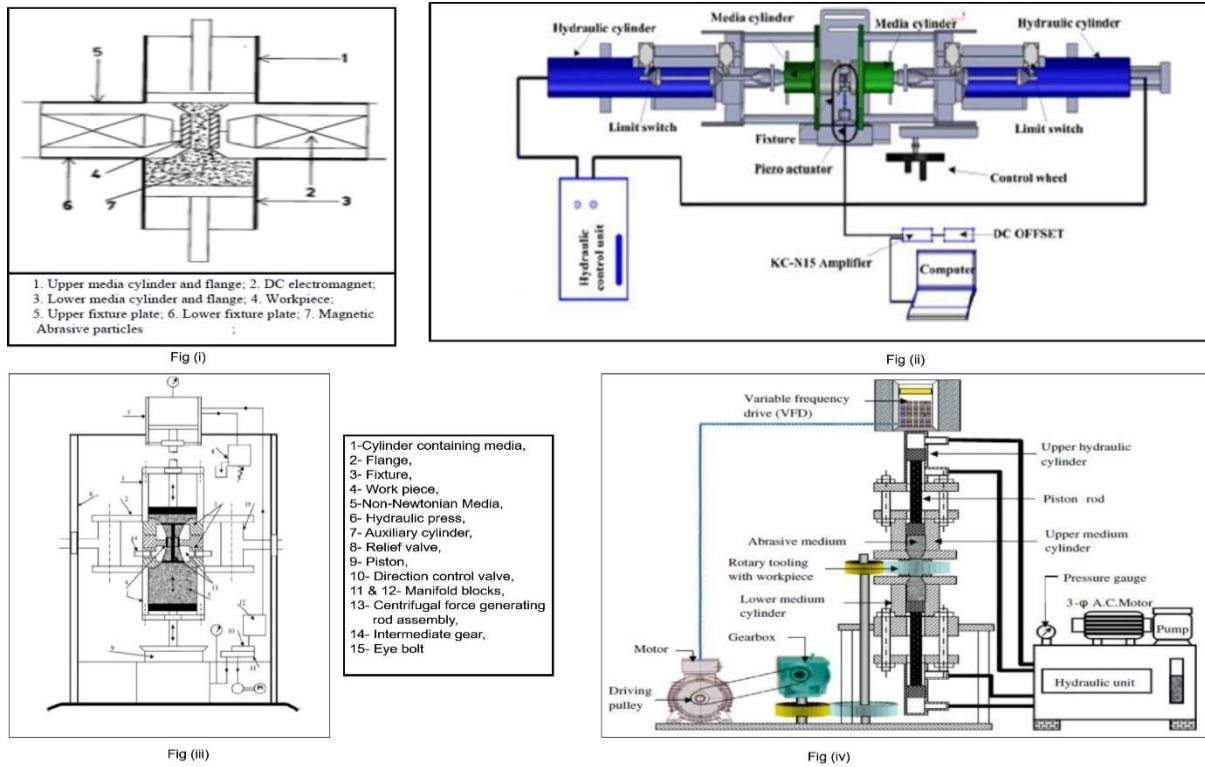 5
1
6
4
7
2
3
1. Upper media cylinder and flange; 2. DC electromagnet;
3. Lower media cylinder and flange; 4. Workpiece;
5. Upper fixture plate; 6. Lower fixture plate; 7. Magnetic
Abrasive particles ;
Fig (i)
Hydraulic cylinder
Media cylinder
Media cylinder
Hydraulic cylinder
Limit switch
Fixture
Limit switch
Piezo actuator
Control wheel
Hydraulic
control unit
DC OFFSET
KC-N15 Amplifier
Computer
Fig (ii)
1-Cylinder containing media,
2- Flange,
3- Fixture,
4- Work piece,
5-Non-Newtonian Media,
6- Hydraulic press,
7- Auxiliary cylinder,
8- Relief valve,
9- Piston,
10- Direction control valve,
11 & 12- Manifold blocks,
13- Centrifugal force generating
rod assembly,
14- Intermediate gear,
15- Eye bolt
Fig (iii)
Variable frequency
drive (VFD)
Upper hydraulic
cylinder
Piston rod
Abrasive medium
Upper medium
cylinder
Rotary tooling
with workpiece
Pressure gauge
Lower medium
cylinder
3-φ A.C.Motor
Pump
Gearbox
Motor
Hydraulic unit
Driving
pulley
Fig (iv)